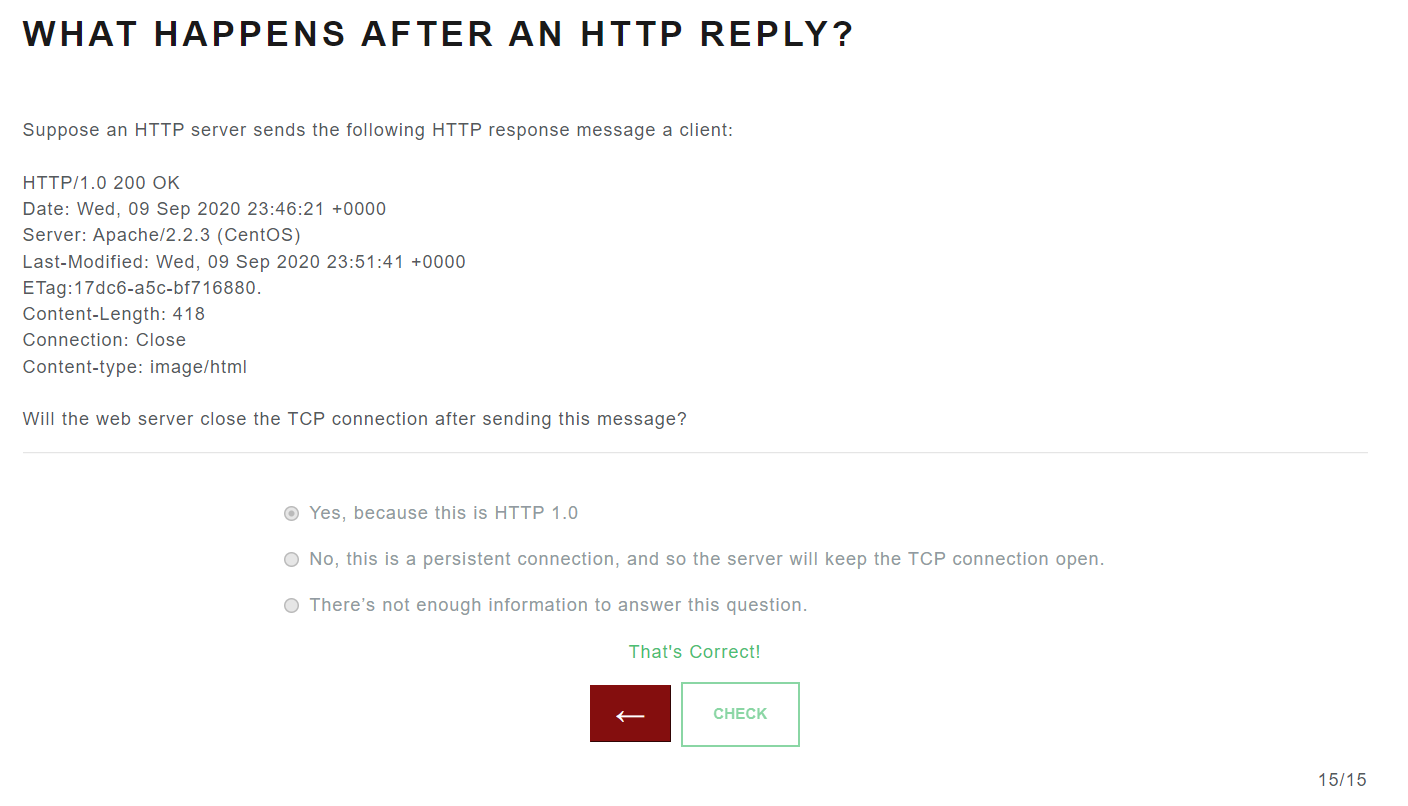 WHAT HAPPENS AFTER AN HTTP REPLY?
Suppose an HTTP server sends the following HTTP response message a client:
HTTP/1.0 200 OK
Date: Wed, 09 Sep 2020 23:46:21 +0000
Server: Apache/2.2.3 (CentOS)
Last-Modified: Wed, 09 Sep 2020 23:51:41 +0000
ETag:17dc6-a5c-bf716880.
Content-Length: 418
Connection: Close
Content-type: image/html
Will the web server close the TCP connection after sending this message?
Yes, because this is HTTP 1.0
No, this is a persistent connection, and so the server will keep the TCP connection open.
There's not enough information to answer this question.
That's Correct!
← CHECK
15/15